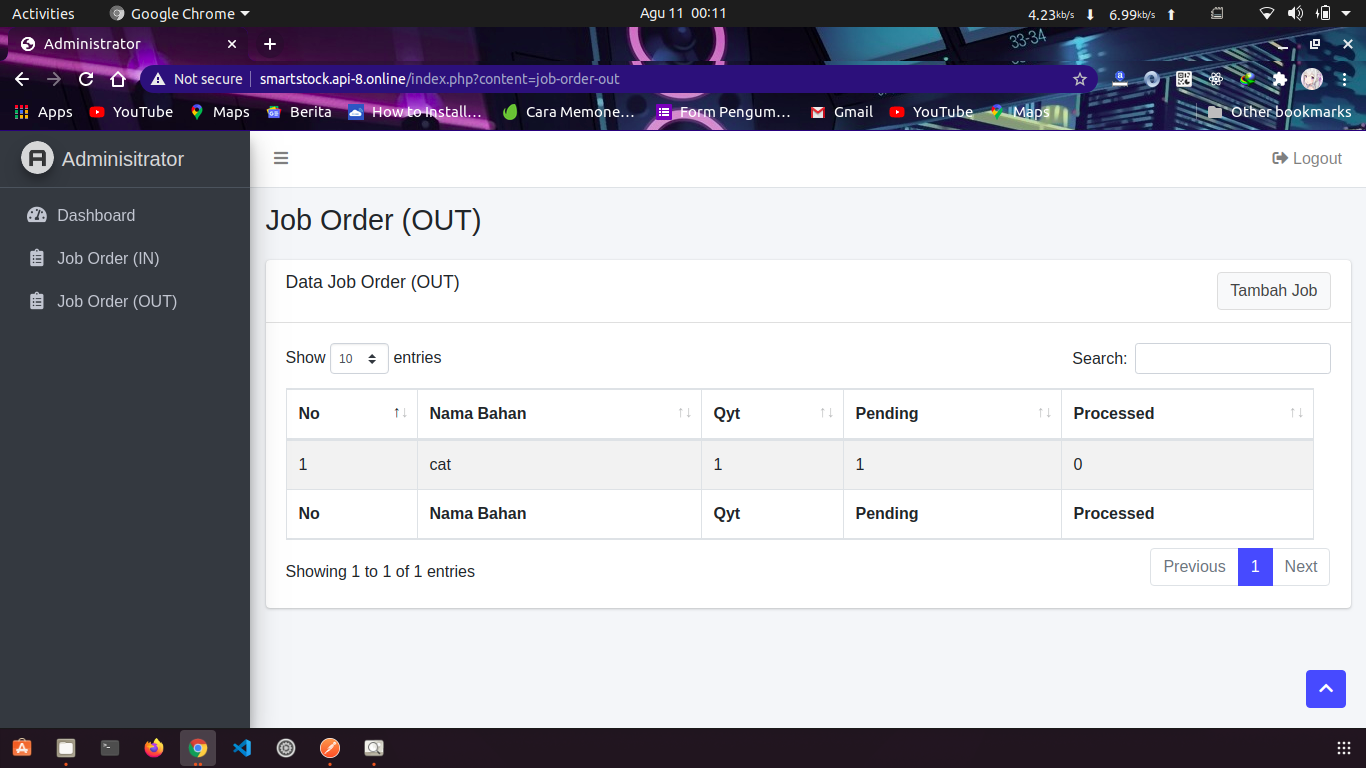 Activities Google Chrome Agu 11 00:11 4.23kb/s ⬇ 6.99kb/s ⬆
Administrator
33-34
Not secure smartstock.api-8.online/index.php?content=job-order-out
Apps YouTube Maps Berita How to Install... Cara Memone... Form Pengum... Gmail YouTube Maps Other bookmarks
Adminisitrator
Logout
Dashboard
Job Order (IN)
Job Order (OUT)
Job Order (OUT)
Data Job Order (OUT) Tambah Job
Show 10 entries Search:
No Nama Bahan Qyt Pending Processed
1 cat 1 1 0
No Nama Bahan Qyt Pending Processed
Showing 1 to 1 of 1 entries Previous 1 Next